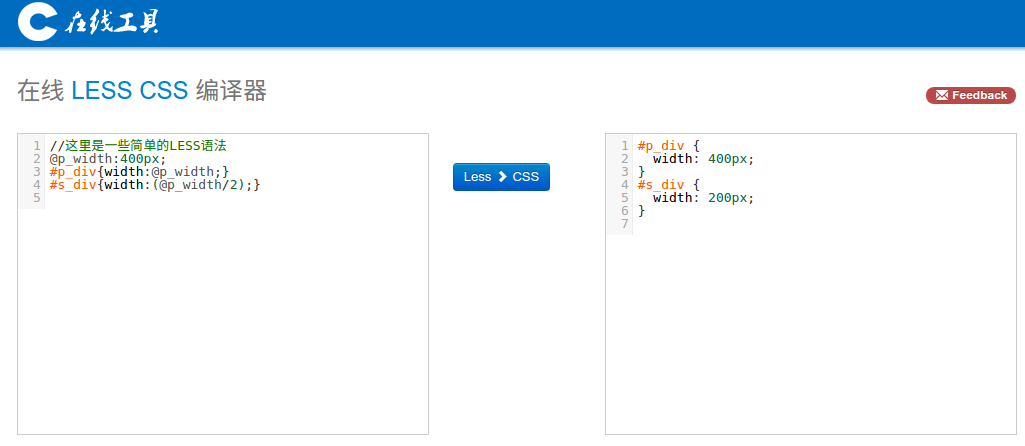 在线工具
在线 LESS CSS 编译器
Feedback
1 //这里是一些简单的LESS语法
2 @p_width:400px;
3 #p_div{width:@p_width;}
4 #s_div{width:(@p_width/2);}
5
Less CSS
1 #p_div {
2   width: 400px;
3 }
4 #s_div {
5   width: 200px;
6 }
7